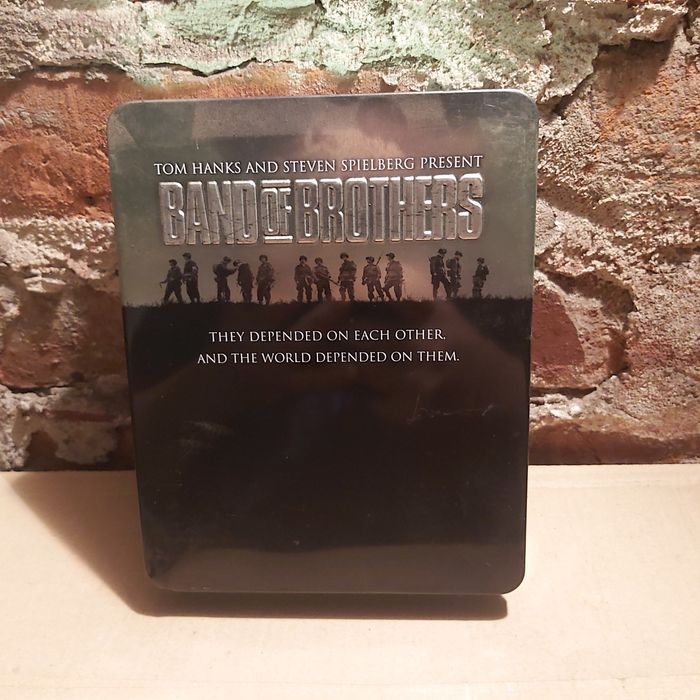 TOM HANKS AND STEVEN SPIELBERG PRESENT
BAND OF BROTHERS
THEY DEPENDED ON EACH OTHER.
AND THE WORLD DEPENDED ON THEM.